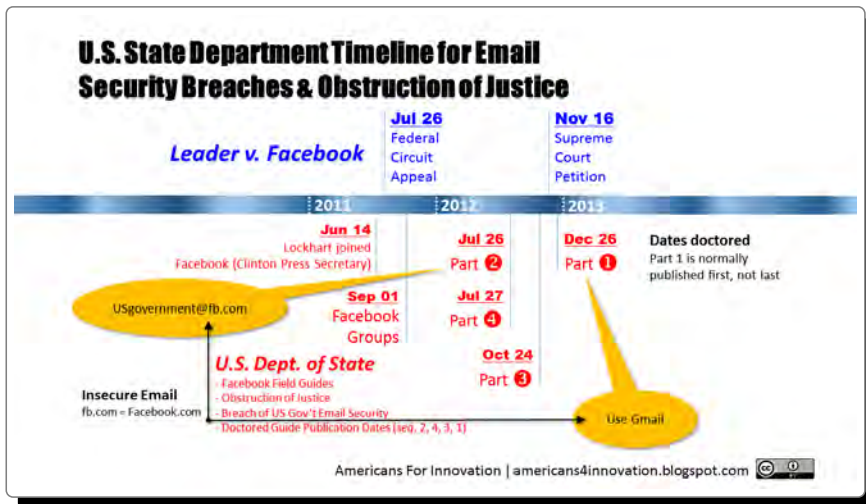 U.S. State Department Timeline for Email
Security Breaches & Obstruction of Justice
Leader v. Facebook
Jul 26
Federal
Circuit
Appeal
Nov 16
Supreme
Court
Petition
2011
2012
2013
Jun 14
Lockhart joined
Facebook (Clinton Press Secretary)
Jul 26
Part ❷
Dec 26
Part ❶
Dates doctored
Part 1 is normally
published first, not last
USgovernment@fb.com
Sep 01
Facebook
Groups
Jul 27
Part ❹
Oct 24
Part ❸
U.S. Dept. of State
- Facebook Field Guides
- Obstruction of Justice
- Breach of US Gov't Email Security
- Doctored Guide Publication Dates (seq. 2, 4, 3, 1)
Insecure Email
fb.com = Facebook.com
Use Gmail
Americans For Innovation | americans4innovation.blogspot.com